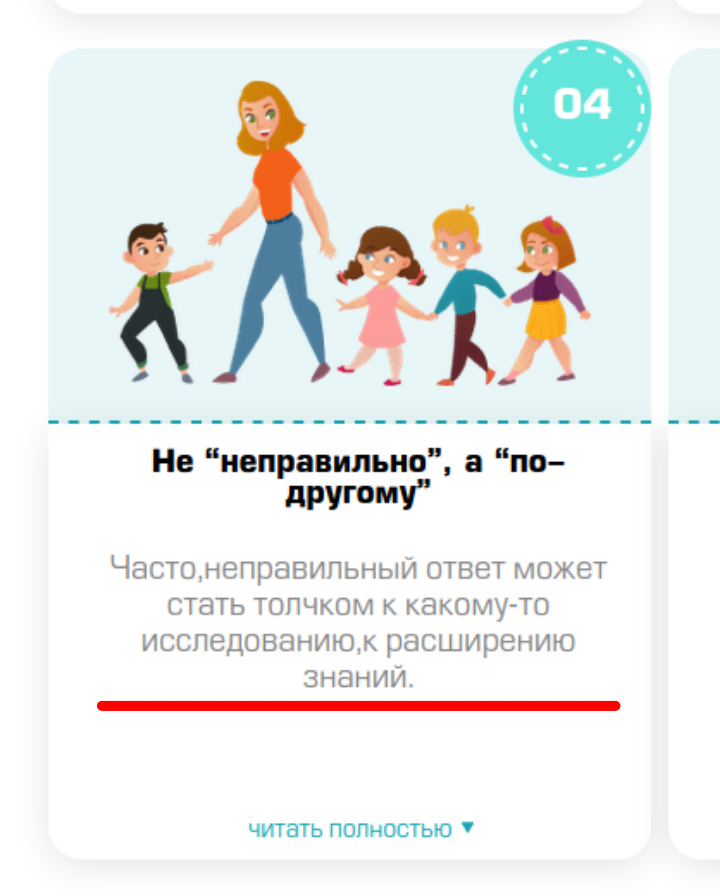 04
Не “неправильно”, а “по-
другому”
Часто,неправильный ответ может
стать толчком к какому-то
исследованию,к расширению
знаний.
читать полностью ▼